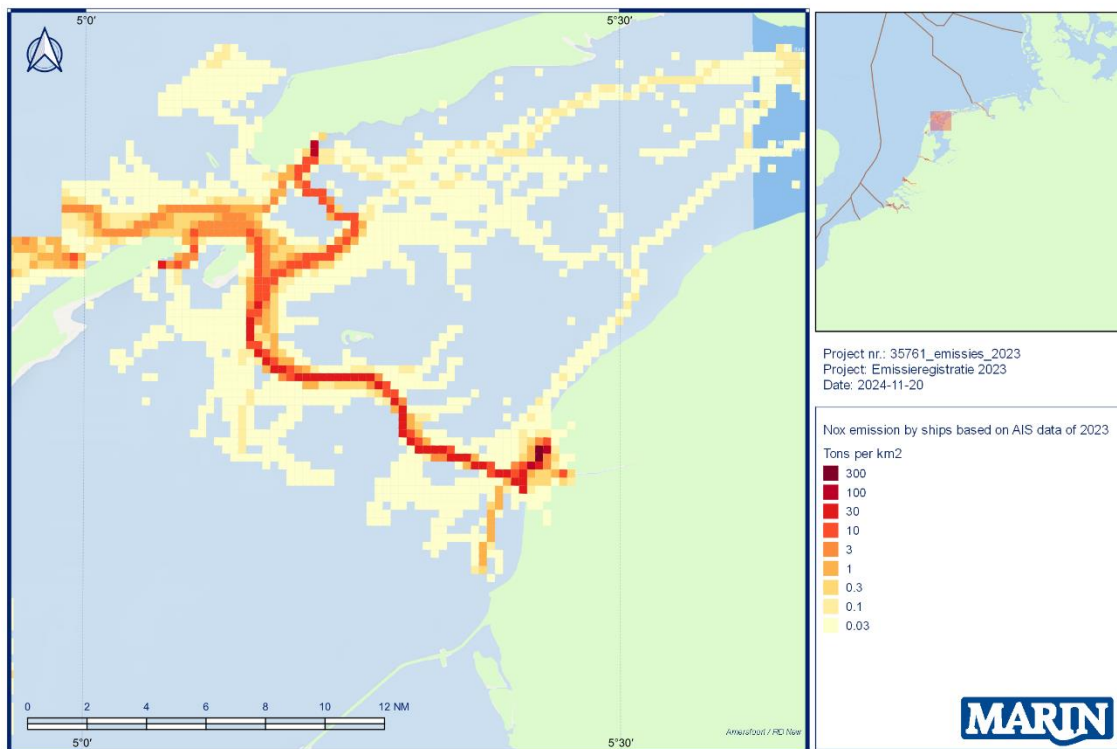 5°0'
5°30'
Project nr.: 35761_emissies_2023
Project: Emissieregistratie 2023
Date: 2024-11-20
Nox emission by ships based on AIS data of 2023
Tons per km2
300
100
30
10
3
1
0.3
0.1
0.03
0 2 4 6 8 10 12 NM
Amersfoort / RD New
5°0'
5°30'
MARIN